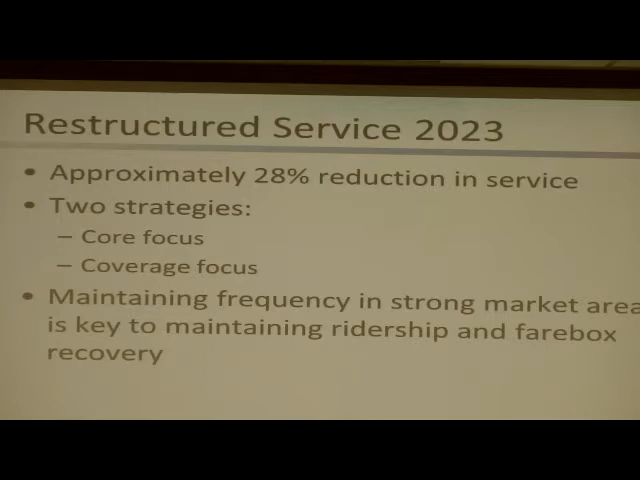 Restructured Service 2023
• Approximately 28% reduction in service
• Two strategies:
– Core focus
– Coverage focus
• Maintaining frequency in strong market area
is key to maintaining ridership and farebox
recovery